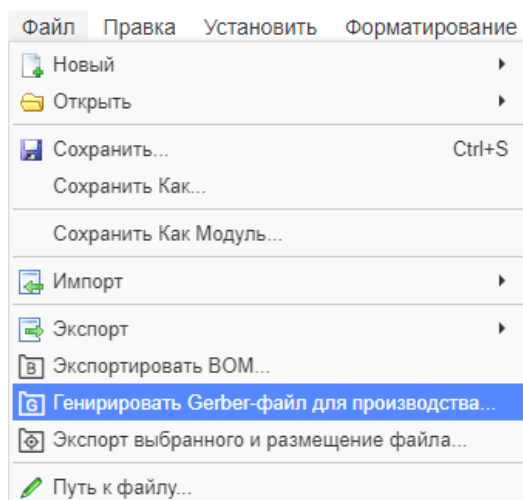 Файл Правка Установить Форматирование
Новый
Открыть
Сохранить... Ctrl+S
Сохранить Как...
Сохранить Как Модуль...
Импорт
Экспорт
B Экспортировать BOM...
G Генирировать Gerber-файл для производства...
Экспорт выбранного и размещение файла...
Путь к файлу...